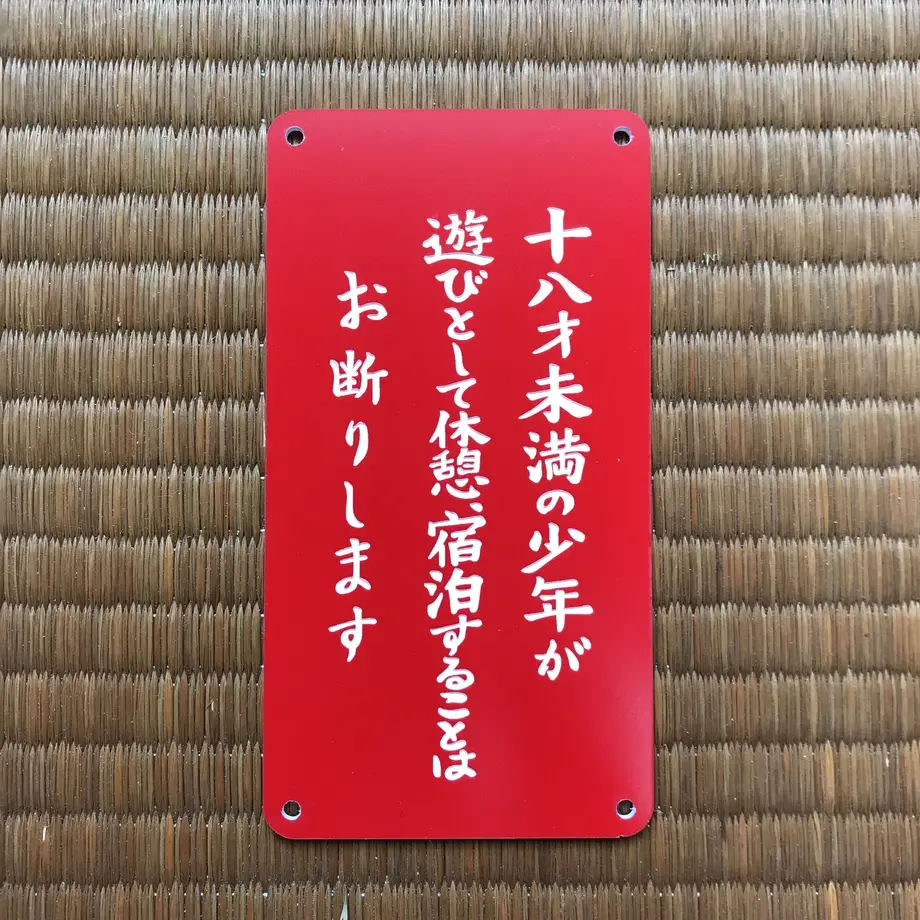 十八才未満の少年が
遊びとして休憩、宿泊することは
お断りします